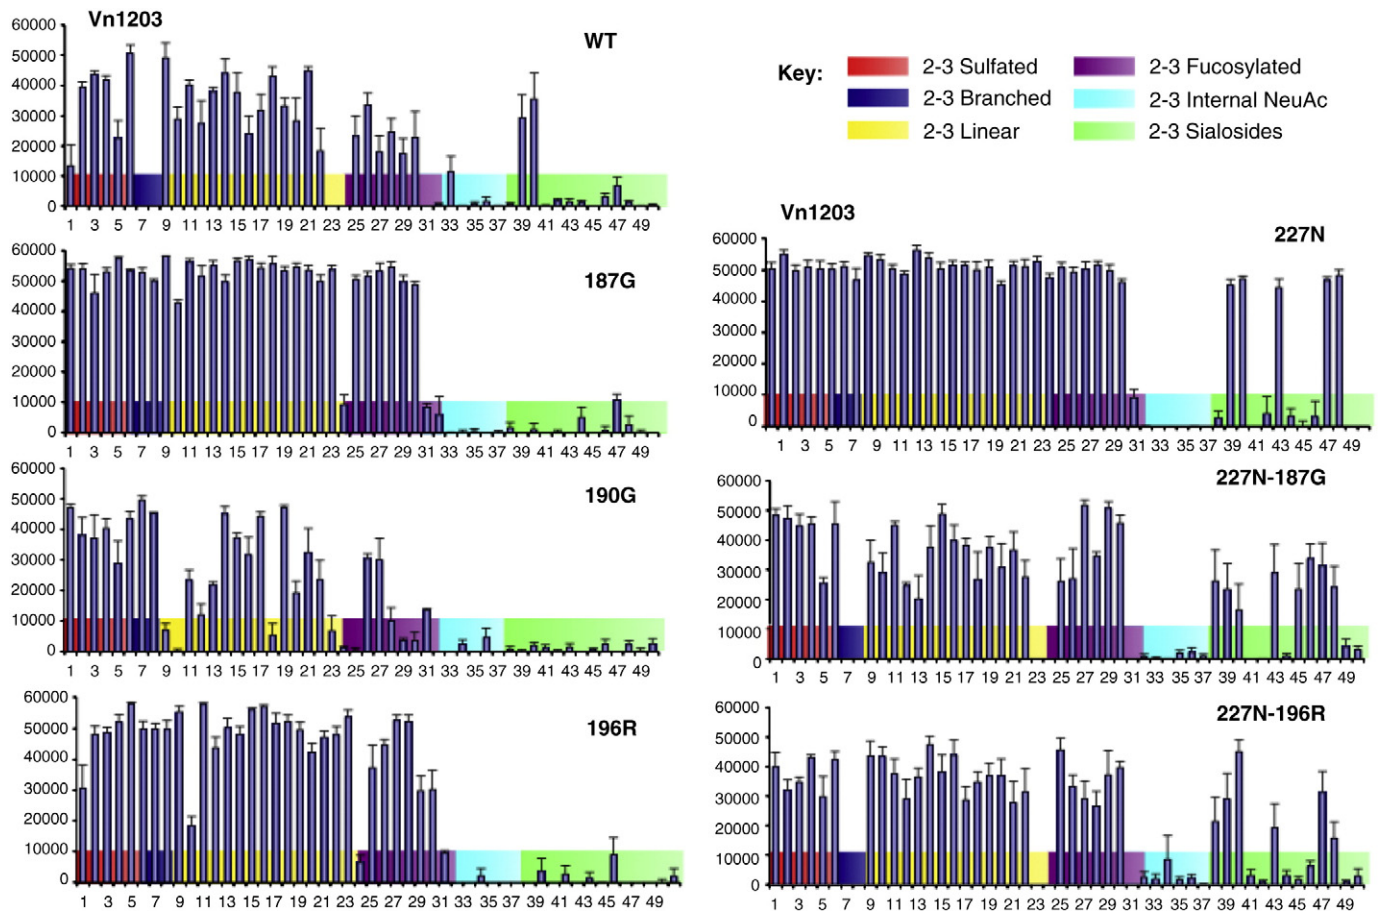 Vn1203
WT
60000
50000
40000
30000
20000
10000
0
1 3 5 7 9 11 13 15 17 19 21 23 25 27 29 31 33 35 37 39 41 43 45 47 49
187G
60000
50000
40000
30000
20000
10000
0
1 3 5 7 9 11 13 15 17 19 21 23 25 27 29 31 33 35 37 39 41 43 45 47 49
190G
60000
50000
40000
30000
20000
10000
0
1 3 5 7 9 11 13 15 17 19 21 23 25 27 29 31 33 35 37 39 41 43 45 47 49
196R
60000
50000
40000
30000
20000
10000
0
1 3 5 7 9 11 13 15 17 19 21 23 25 27 29 31 33 35 37 39 41 43 45 47 49
Key:
2-3 Sulfated
2-3 Fucosylated
2-3 Branched
2-3 Internal NeuAc
2-3 Linear
2-3 Sialosides
Vn1203
227N
60000
50000
40000
30000
20000
10000
0
1 3 5 7 9 11 13 15 17 19 21 23 25 27 29 31 33 35 37 39 41 43 45 47 49
227N-187G
60000
50000
40000
30000
20000
10000
0
1 3 5 7 9 11 13 15 17 19 21 23 25 27 29 31 33 35 37 39 41 43 45 47 49
227N-196R
60000
50000
40000
30000
20000
10000
0
1 3 5 7 9 11 13 15 17 19 21 23 25 27 29 31 33 35 37 39 41 43 45 47 49